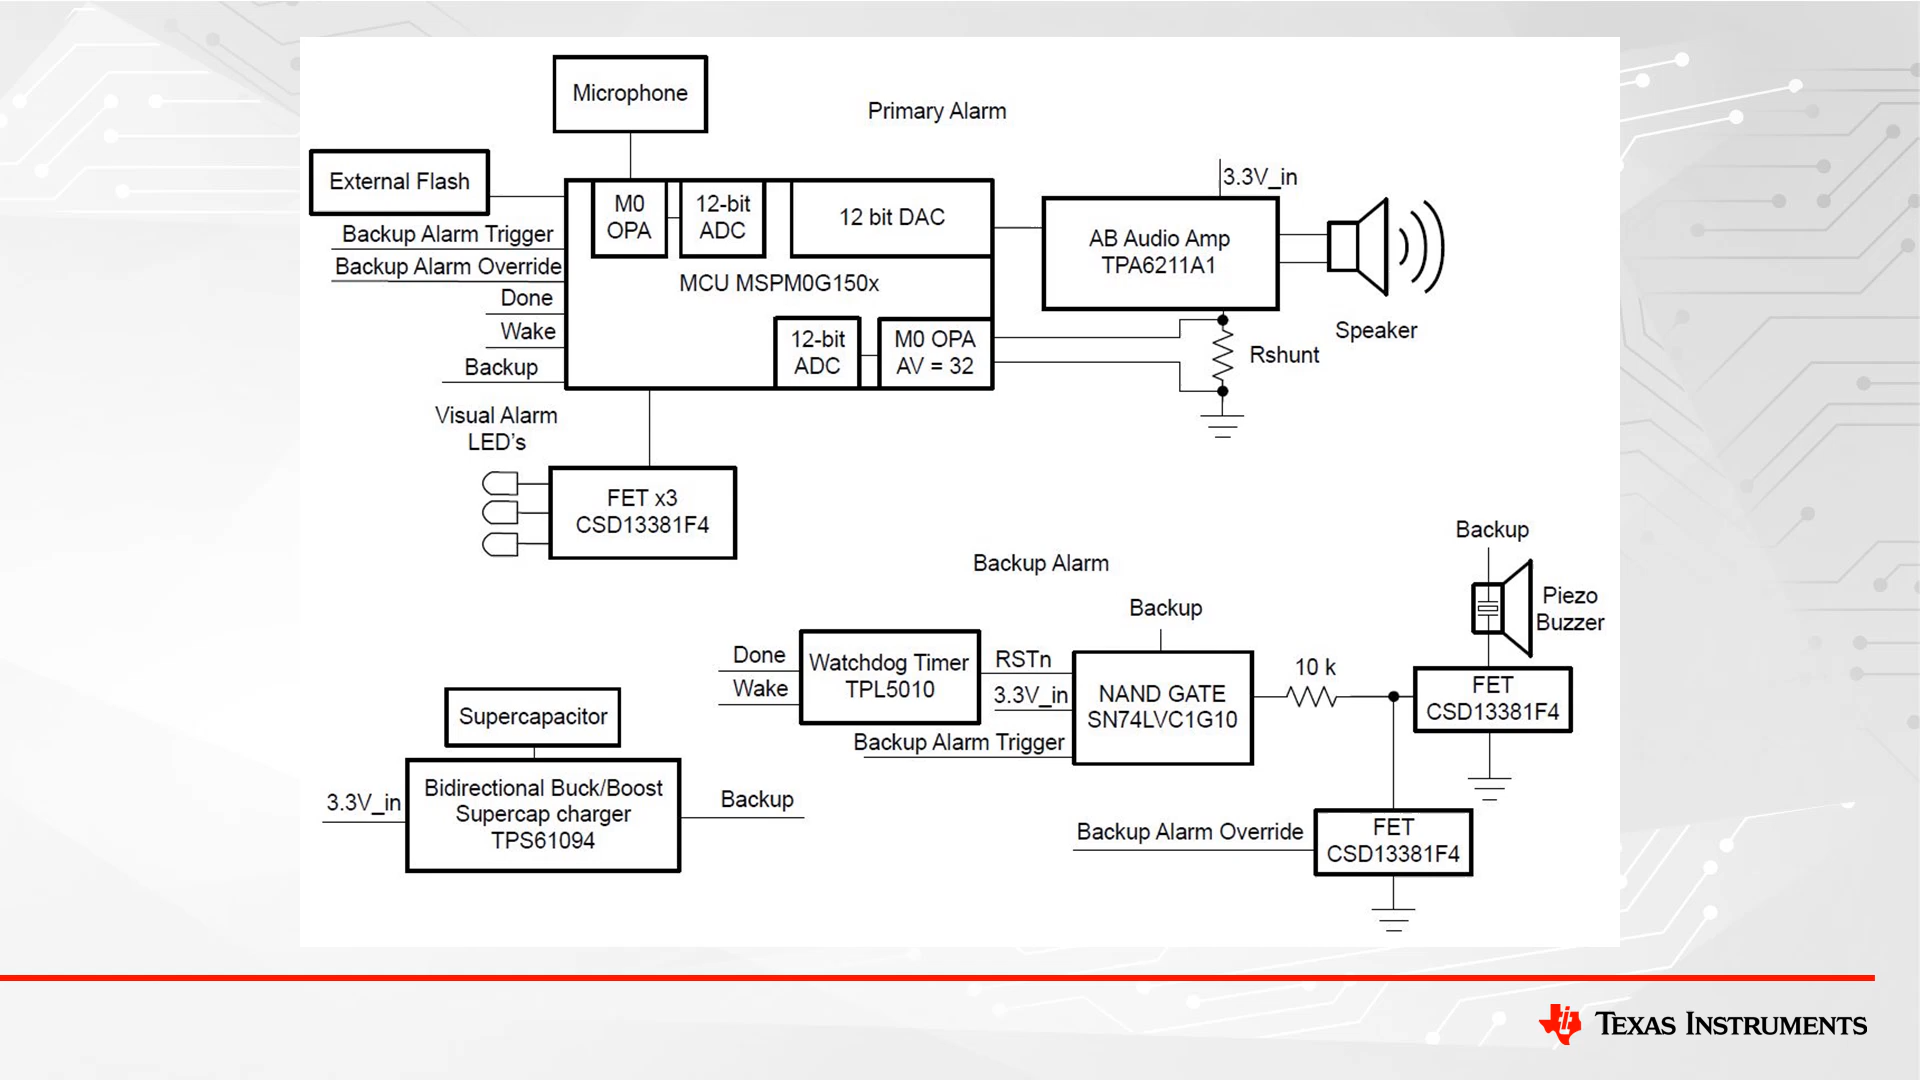 Microphone
Primary Alarm
External Flash
3.3V_in
M0
OPA
12-bit
ADC
12 bit DAC
Backup Alarm Trigger
Backup Alarm Override
AB Audio Amp
TPA6211A1
MCU MSPM0G150x
Done
Wake
Backup
12-bit
ADC
M0 OPA
AV = 32
Speaker
Rshunt
Visual Alarm
LED's
FET x3
CSD13381F4
Backup
Backup Alarm
Piezo
Buzzer
Backup
Done
Wake
Watchdog Timer
TPL5010
RSTn
3.3V_in
Backup Alarm Trigger
NAND GATE
SN74LVC1G10
10 k
FET
CSD13381F4
Supercapacitor
3.3V_in
Bidirectional Buck/Boost
Supercap charger
TPS61094
Backup
Backup Alarm Override
FET
CSD13381F4
TEXAS INSTRUMENTS